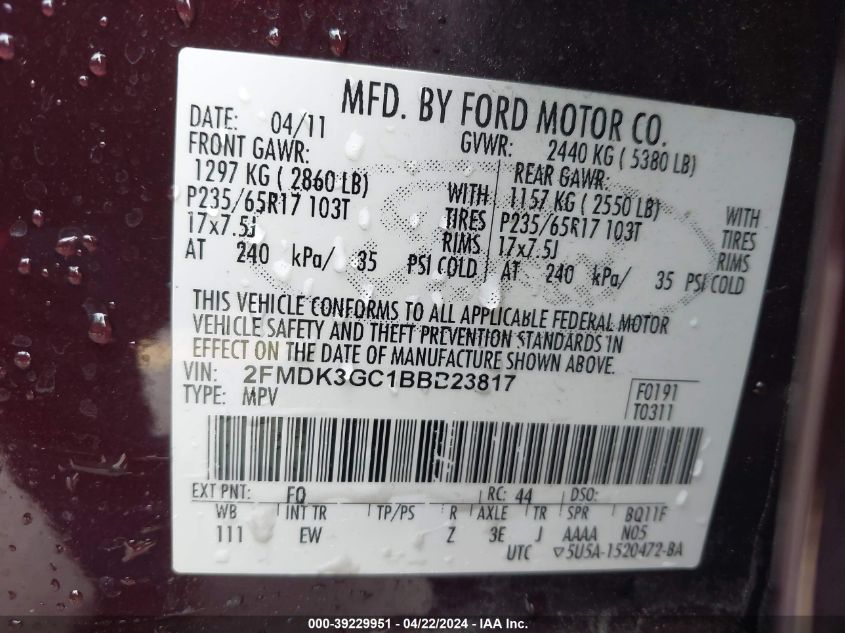 MFD. BY FORD MOTOR CO.
DATE: 04/11 GVWR: 2440 KG ( 5380 LB)
FRONT GAWR: REAR GAWR:
1297 KG ( 2860 LB) WITH 1157 KG ( 2550 LB) WITH
P235/65R17 103T TIRES P235/65R17 103T TIRES
17x7.5J RIMS 17x7.5J RIMS
AT 240 kPa/ 35 PSI COLD AT 240 kPa/ 35 PSI COLD
THIS VEHICLE CONFORMS TO ALL APPLICABLE FEDERAL MOTOR
VEHICLE SAFETY AND THEFT PREVENTION STANDARDS IN
EFFECT ON THE DATE OF MANUFACTURE SHOWN ABOVE.
VIN: 2FMDK3GC1BBB23817
TYPE: MPV
F0191
T0311
EXT PNT: FQ RC: 44 DSO:
WB INT TR TP/PS R AXLE TR SPR BQ11F
111 EW Z 3E J AAAA N05
UTC ▽5U5A-1520472-BA
000-39229951 - 04/22/2024 - IAA Inc.